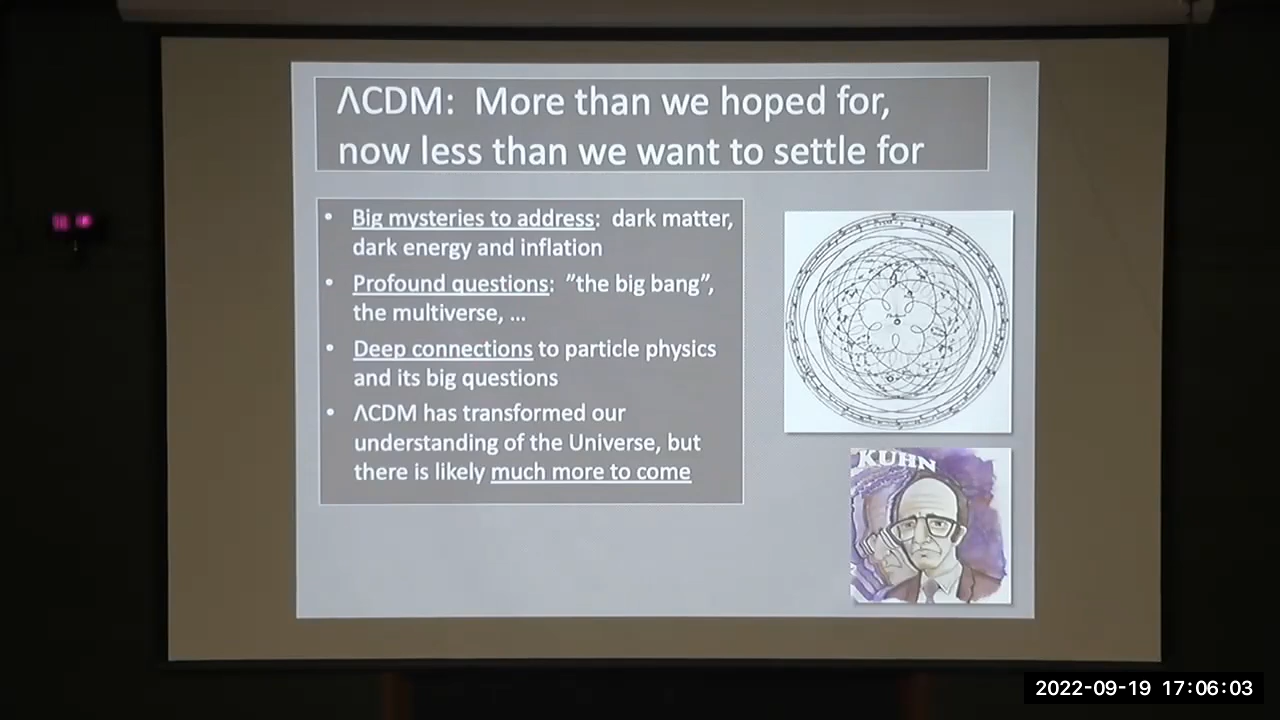 ΛCDM: More than we hoped for,
now less than we want to settle for
• Big mysteries to address: dark matter,
dark energy and inflation
• Profound questions: ”the big bang”,
the multiverse, ...
• Deep connections to particle physics
and its big questions
• ΛCDM has transformed our
understanding of the Universe, but
there is likely much more to come
KUHN
2022-09-19 17:06:03